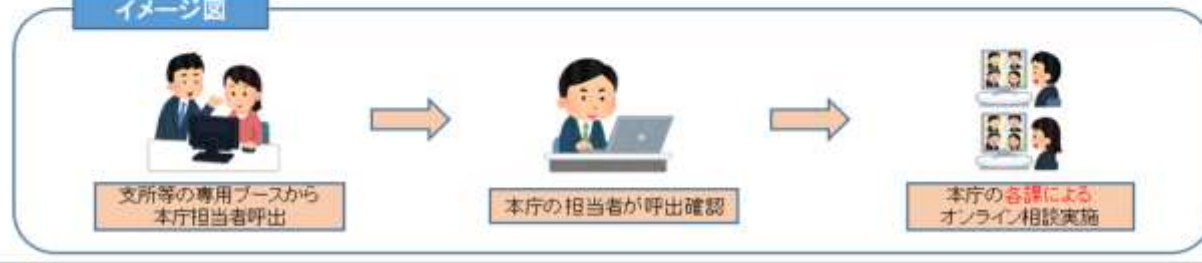 イメージ図
支所等の専用ブースから
本庁担当者呼出
本庁の担当者が呼出確認
本庁の各課による
オンライン相談実施